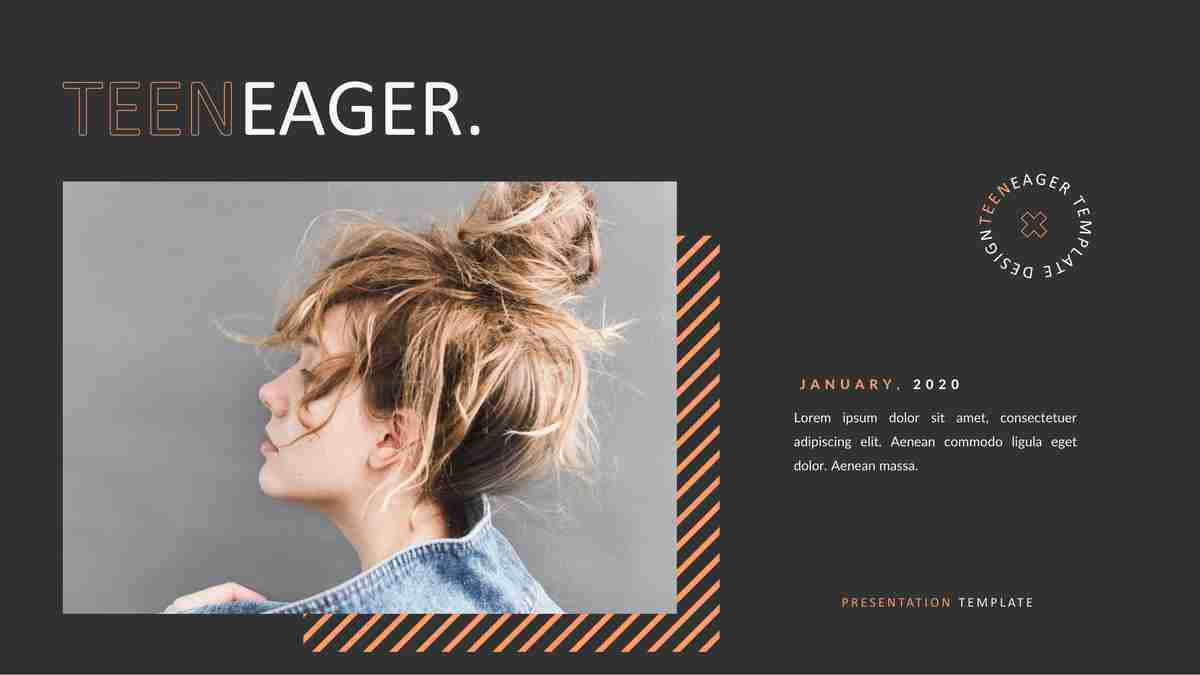 TEENEAGER.
TEENEAGER TEMPLATE DESIGN
JANUARY, 2020
Lorem ipsum dolor sit amet, consectetuer
adipiscing elit. Aenean commodo ligula eget
dolor. Aenean massa.
PRESENTATION TEMPLATE